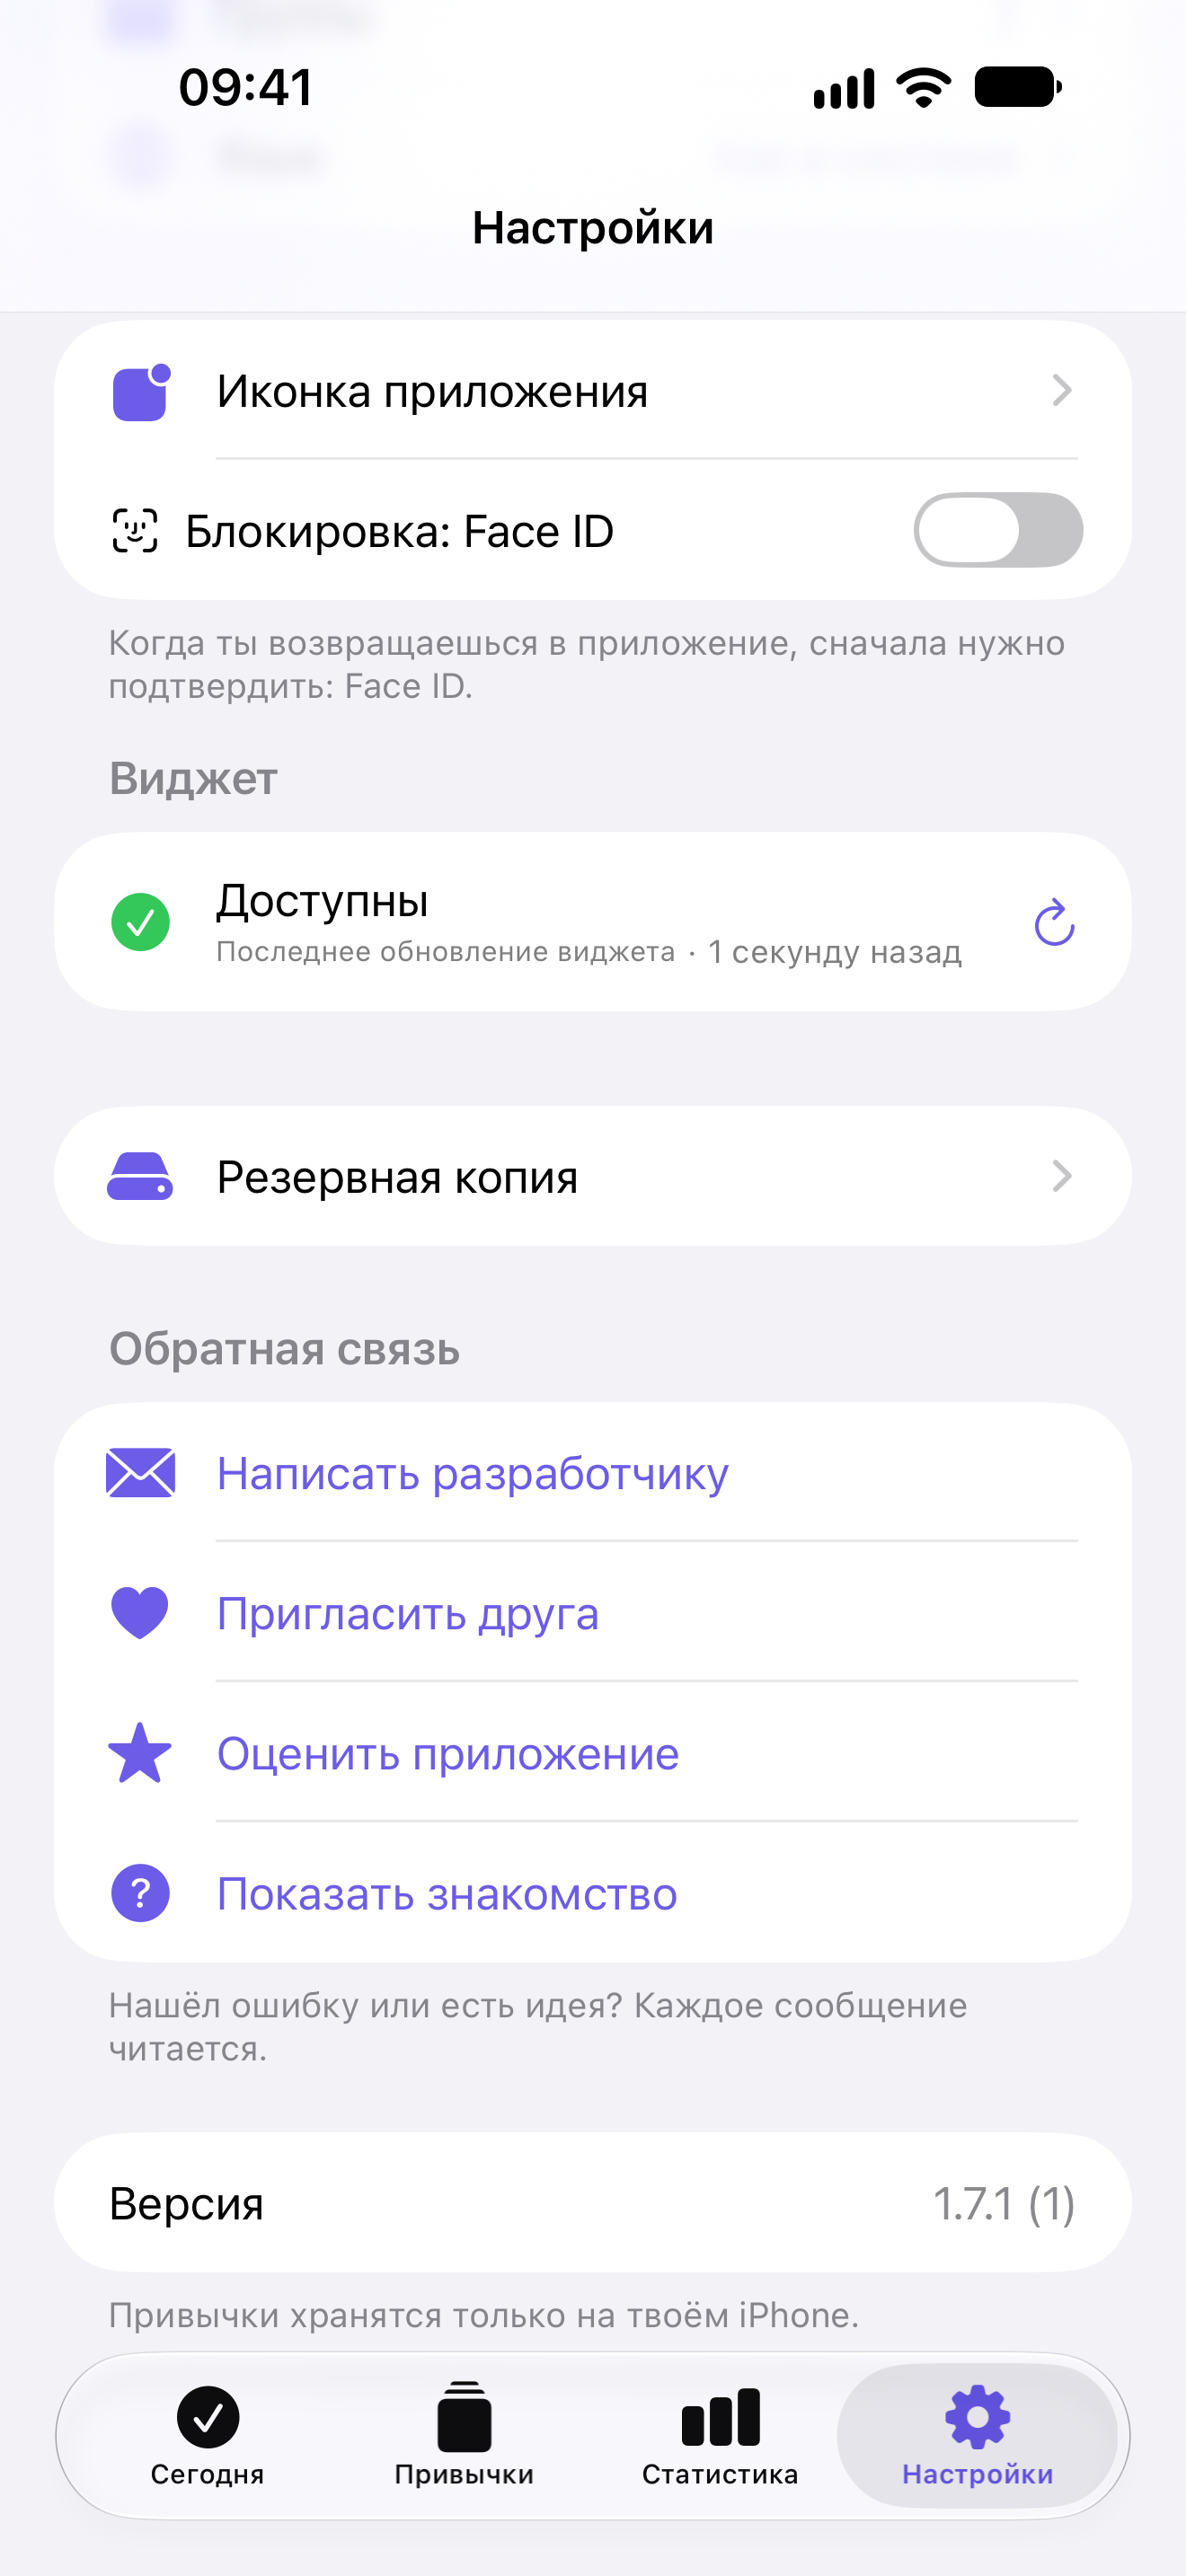 09:41
Настройки
Иконка приложения
Блокировка: Face ID
Когда ты возвращаешься в приложение, сначала нужно
подтвердить: Face ID.
Виджет
Доступны
Последнее обновление виджета · 1 секунду назад
Резервная копия
Обратная связь
Написать разработчику
Пригласить друга
Оценить приложение
? Показать знакомство
Нашёл ошибку или есть идея? Каждое сообщение
читается.
Версия 1.7.1 (1)
Привычки хранятся только на твоём iPhone.
Сегодня Привычки Статистика Настройки